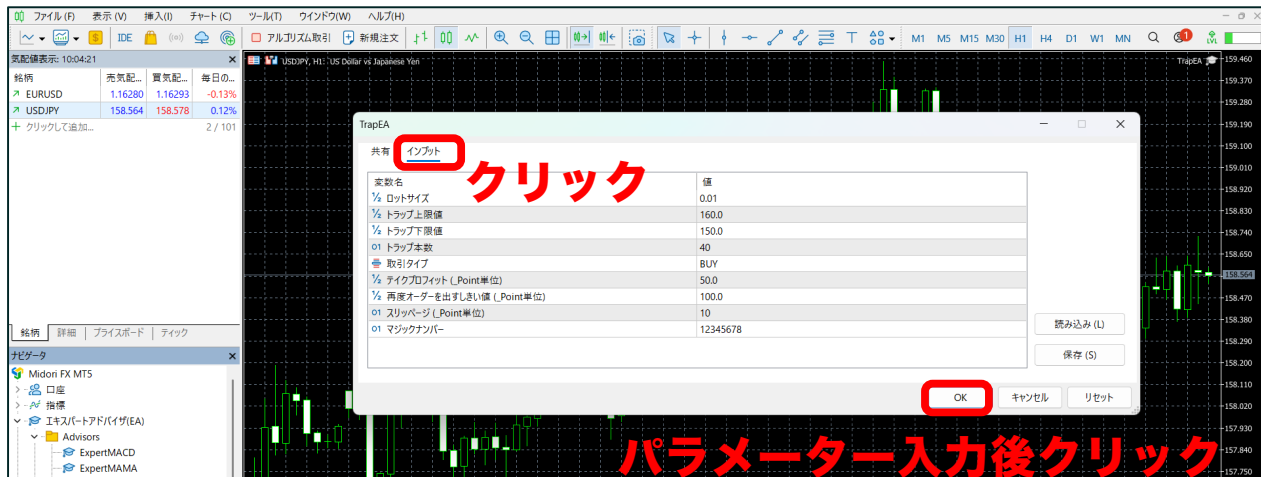 ファイル (F) 表示 (V) 挿入(I) チャート (C) ツール(T) ウインドウ(W) ヘルプ(H)
IDE アルゴリズム取引 新規注文 M1 M5 M15 M30 H1 H4 D1 W1 MN LVL
気配値表示: 10:04:21
銘柄 売気配... 買気配... 毎日の...
EURUSD 1.16280 1.16293 -0.13%
USDJPY 158.564 158.578 0.12%
クリックして追加... 2 / 101
USDJPY, H1: US Dollar vs Japanese Yen
TrapEA
159.460
159.370
159.280
159.190
159.100
159.010
158.920
158.830
158.740
158.650
158.564
158.470
158.380
158.290
158.200
158.110
158.020
157.930
157.840
157.750
TrapEA
共有 インプット
クリック
変数名 値
½ ロットサイズ 0.01
½ トラップ上限値 160.0
½ トラップ下限値 150.0
01 トラップ本数 40
取引タイプ BUY
½ テイクプロフィット (_Point単位) 50.0
½ 再度オーダーを出すしきい値 (_Point単位) 100.0
01 スリッページ (_Point単位) 10
01 マジックナンバー 12345678
読み込み (L)
保存 (S)
OK キャンセル リセット
パラメーター入力後クリック
銘柄 詳細 プライスボード ティック
ナビゲータ
Midori FX MT5
口座
指標
エキスパートアドバイザ(EA)
Advisors
ExpertMACD
ExpertMAMA